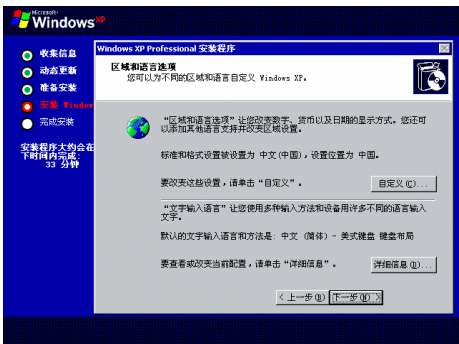 Microsoft
Windows xp
收集信息
动态更新
准备安装
安装 Window
完成安装
安装程序大约会在
下时间内完成:
33 分钟
Windows XP Professional 安装程序
区域和语言选项
您可以为不同的区域和语言自定义 Windows XP。
“区域和语言选项”让您改变数字、货币以及日期的显示方式。您还可
以添加其他语言支持并改变区域设置。
标准和格式设置被设置为 中文(中国)，设置位置为 中国。
要改变这些设置，请单击“自定义”。
自定义(C)...
“文字输入语言”让您使用多种输入方法和设备用许多不同的语言输入
文字。
默认的文字输入语言和方法是: 中文 (简体) - 美式键盘 键盘布局
要查看或改变当前配置，请单击“详细信息”。
详细信息(D)...
< 上一步(B)
下一步(N) >